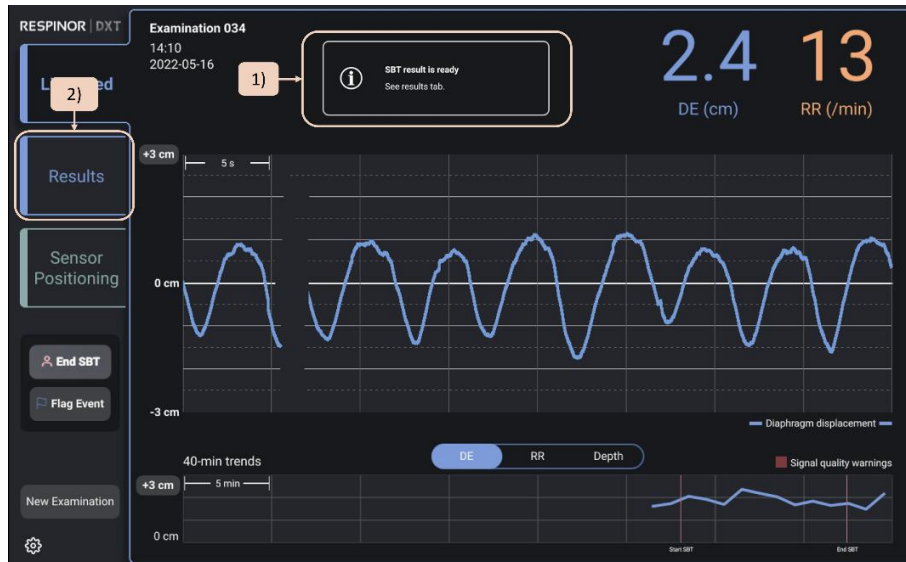 RESPINOR | DXT
Examination 034
14:10
2022-05-16
1)
SBT result is ready
See results tab.
2.4
DE (cm)
13
RR (/min)
2)
Results
Sensor
Positioning
End SBT
Flag Event
New Examination
+3 cm
5 s
0 cm
-3 cm
Diaphragm displacement
40-min trends
DE
RR
Depth
Signal quality warnings
+3 cm
5 min
0 cm
Start SBT
End SBT